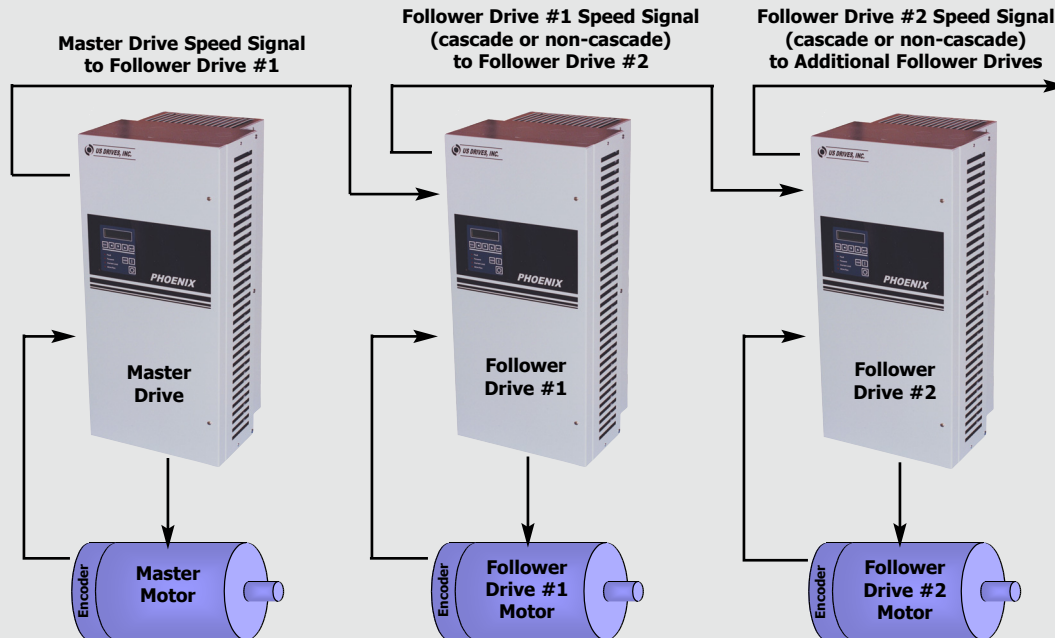 Master Drive Speed Signal
to Follower Drive #1
Follower Drive #1 Speed Signal
(cascade or non-cascade)
to Follower Drive #2
Follower Drive #2 Speed Signal
(cascade or non-cascade)
to Additional Follower Drives
US DRIVES, INC.
PHOENIX
Master
Drive
US DRIVES, INC.
PHOENIX
Follower
Drive #1
US DRIVES, INC.
PHOENIX
Follower
Drive #2
Encoder
Master
Motor
Encoder
Follower
Drive #1
Motor
Encoder
Follower
Drive #2
Motor